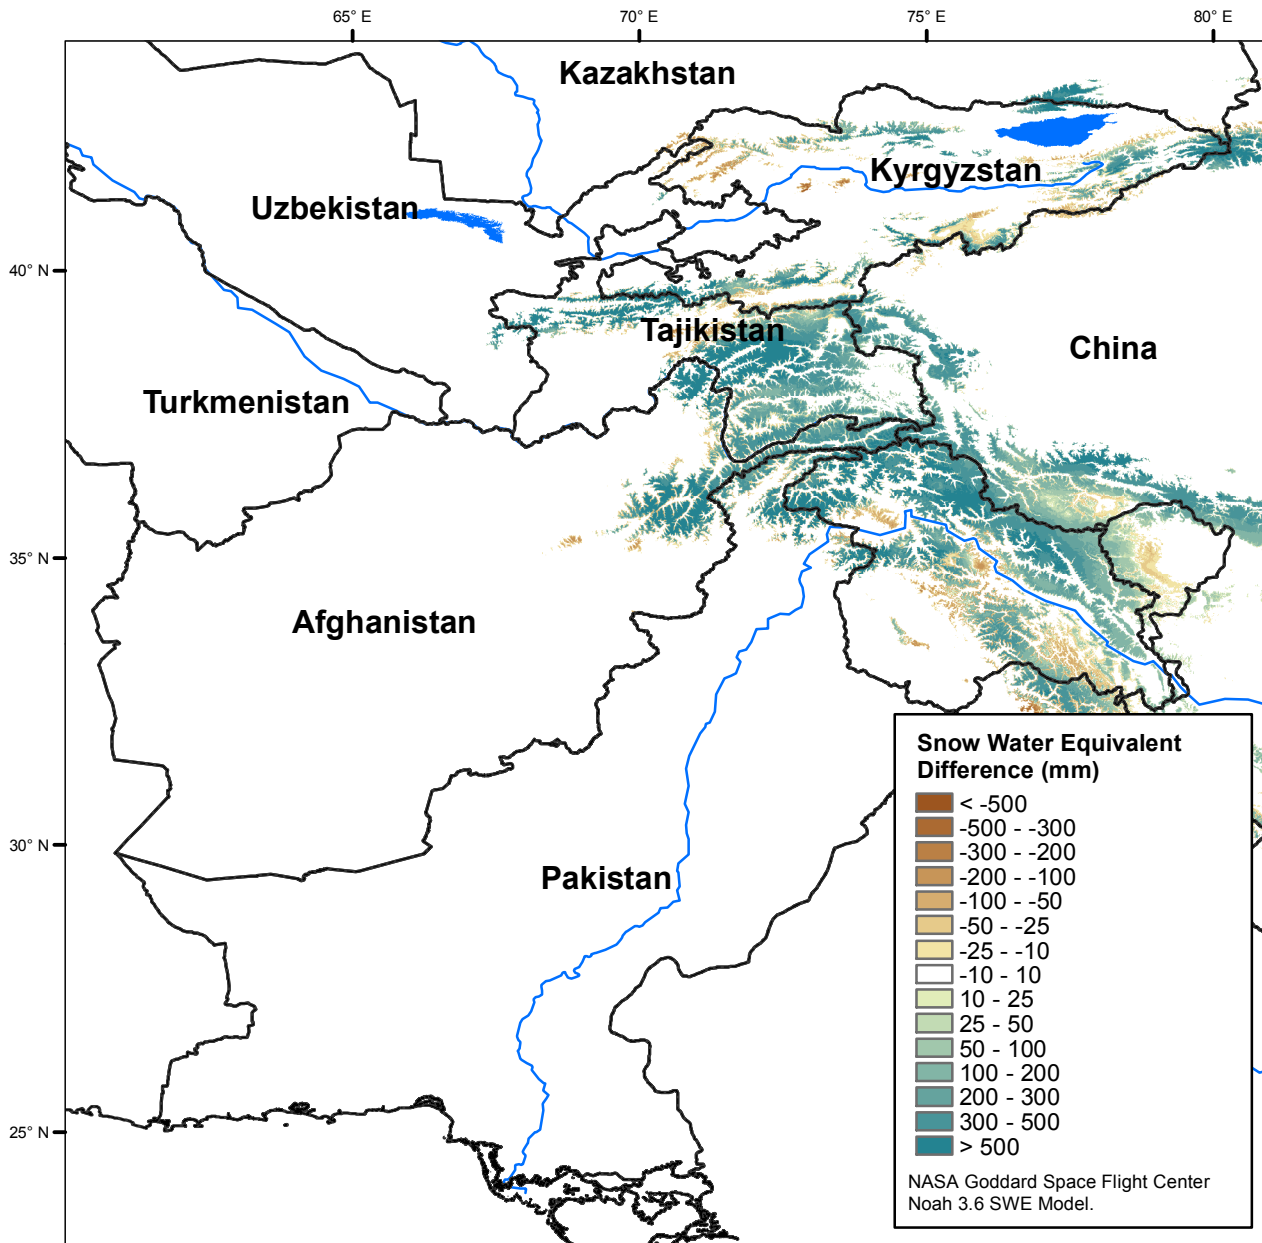 65° E
70° E
75° E
80° E
Kazakhstan
Kyrgyzstan
Uzbekistan
40° N
Tajikistan
China
Turkmenistan
35° N
Afghanistan
30° N
Pakistan
25° N
Snow Water Equivalent
Difference (mm)
< -500
-500 - -300
-300 - -200
-200 - -100
-100 - -50
-50 - -25
-25 - -10
-10 - 10
10 - 25
25 - 50
50 - 100
100 - 200
200 - 300
300 - 500
> 500
NASA Goddard Space Flight Center
Noah 3.6 SWE Model.